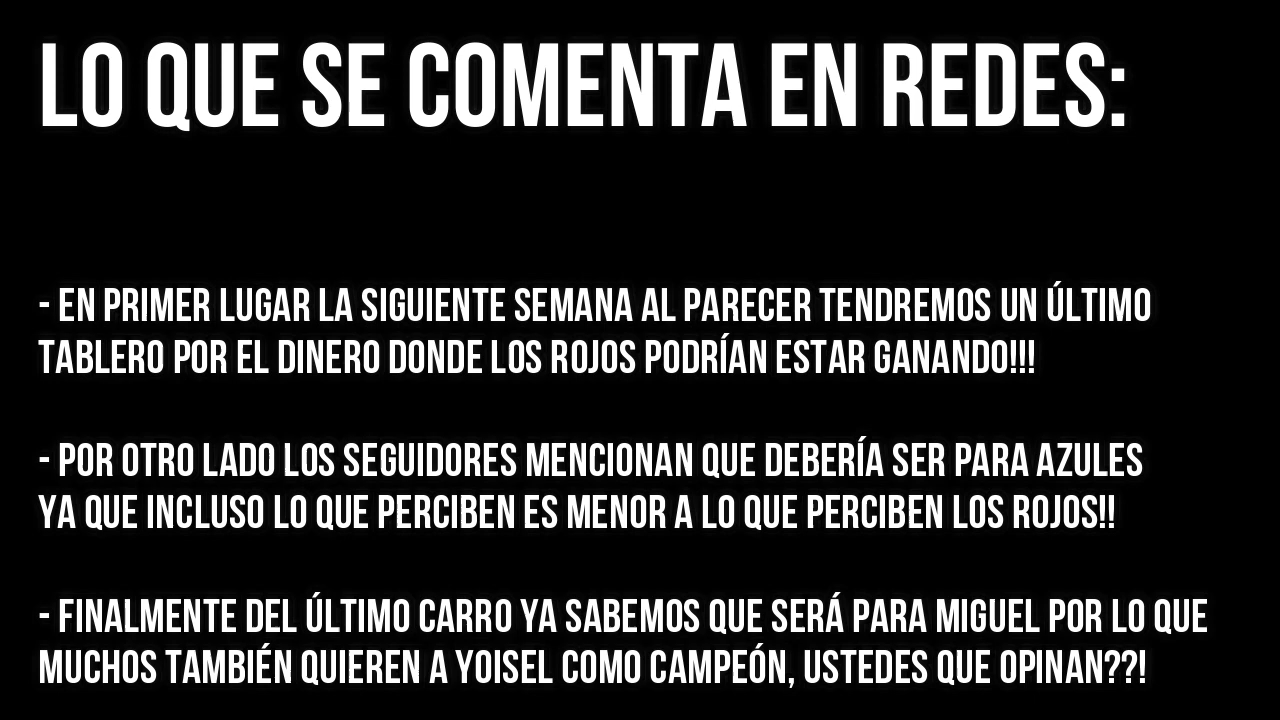 LO QUE SE COMENTA EN REDES:
- EN PRIMER LUGAR LA SIGUIENTE SEMANA AL PARECER TENDREMOS UN ÚLTIMO
TABLERO POR EL DINERO DONDE LOS ROJOS PODRÍAN ESTAR GANANDO!!!
- POR OTRO LADO LOS SEGUIDORES MENCIONAN QUE DEBERÍA SER PARA AZULES
YA QUE INCLUSO LO QUE PERCIBEN ES MENOR A LO QUE PERCIBEN LOS ROJOS!!
- FINALMENTE DEL ÚLTIMO CARRO YA SABEMOS QUE SERÁ PARA MIGUEL POR LO QUE
MUCHOS TAMBIÉN QUIEREN A YOISEL COMO CAMPEÓN, USTEDES QUE OPINAN??!